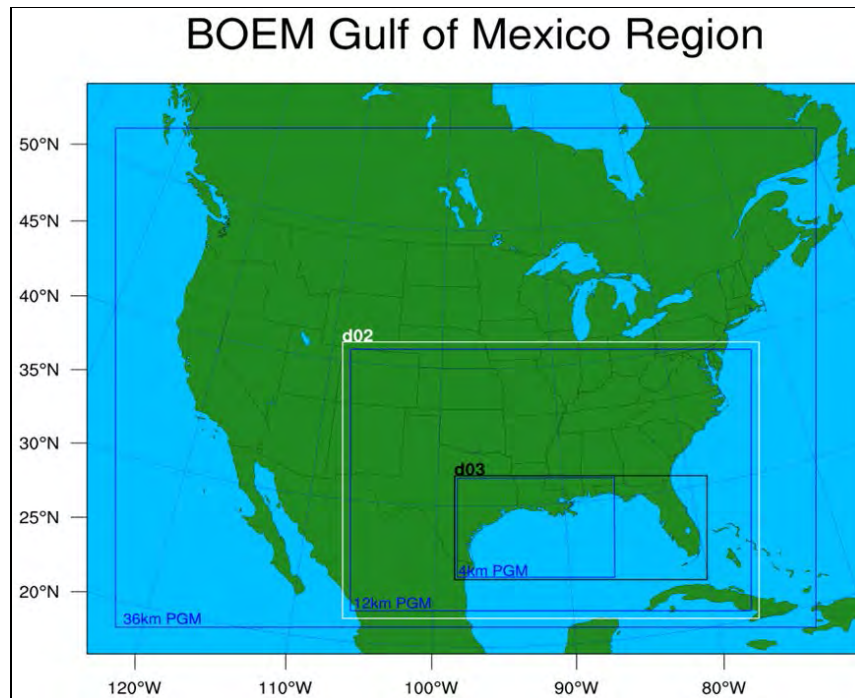 BOEM Gulf of Mexico Region
50°N
45°N
40°N
35°N
30°N
25°N
20°N
d02
d03
4km PGM
12km PGM
36km PGM
120°W
110°W
100°W
90°W
80°W